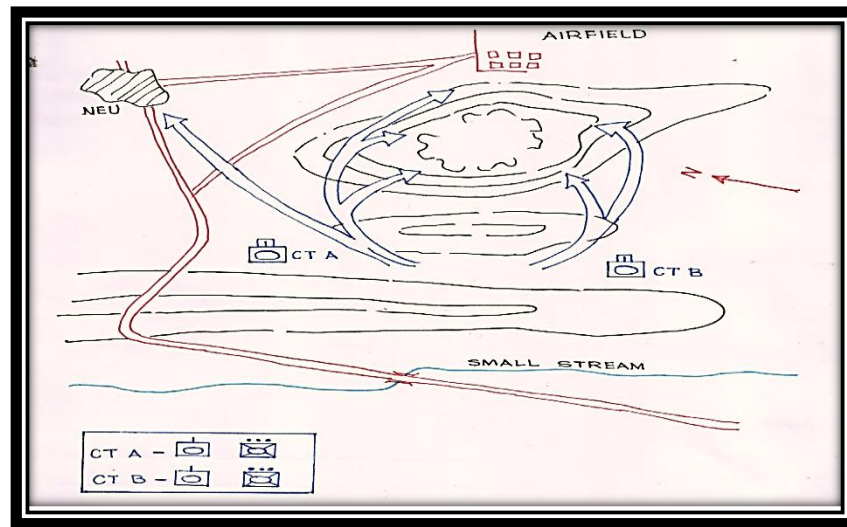 AIRFIELD
NEU
N
CT A
CT B
SMALL STREAM
CT A -
CT B -